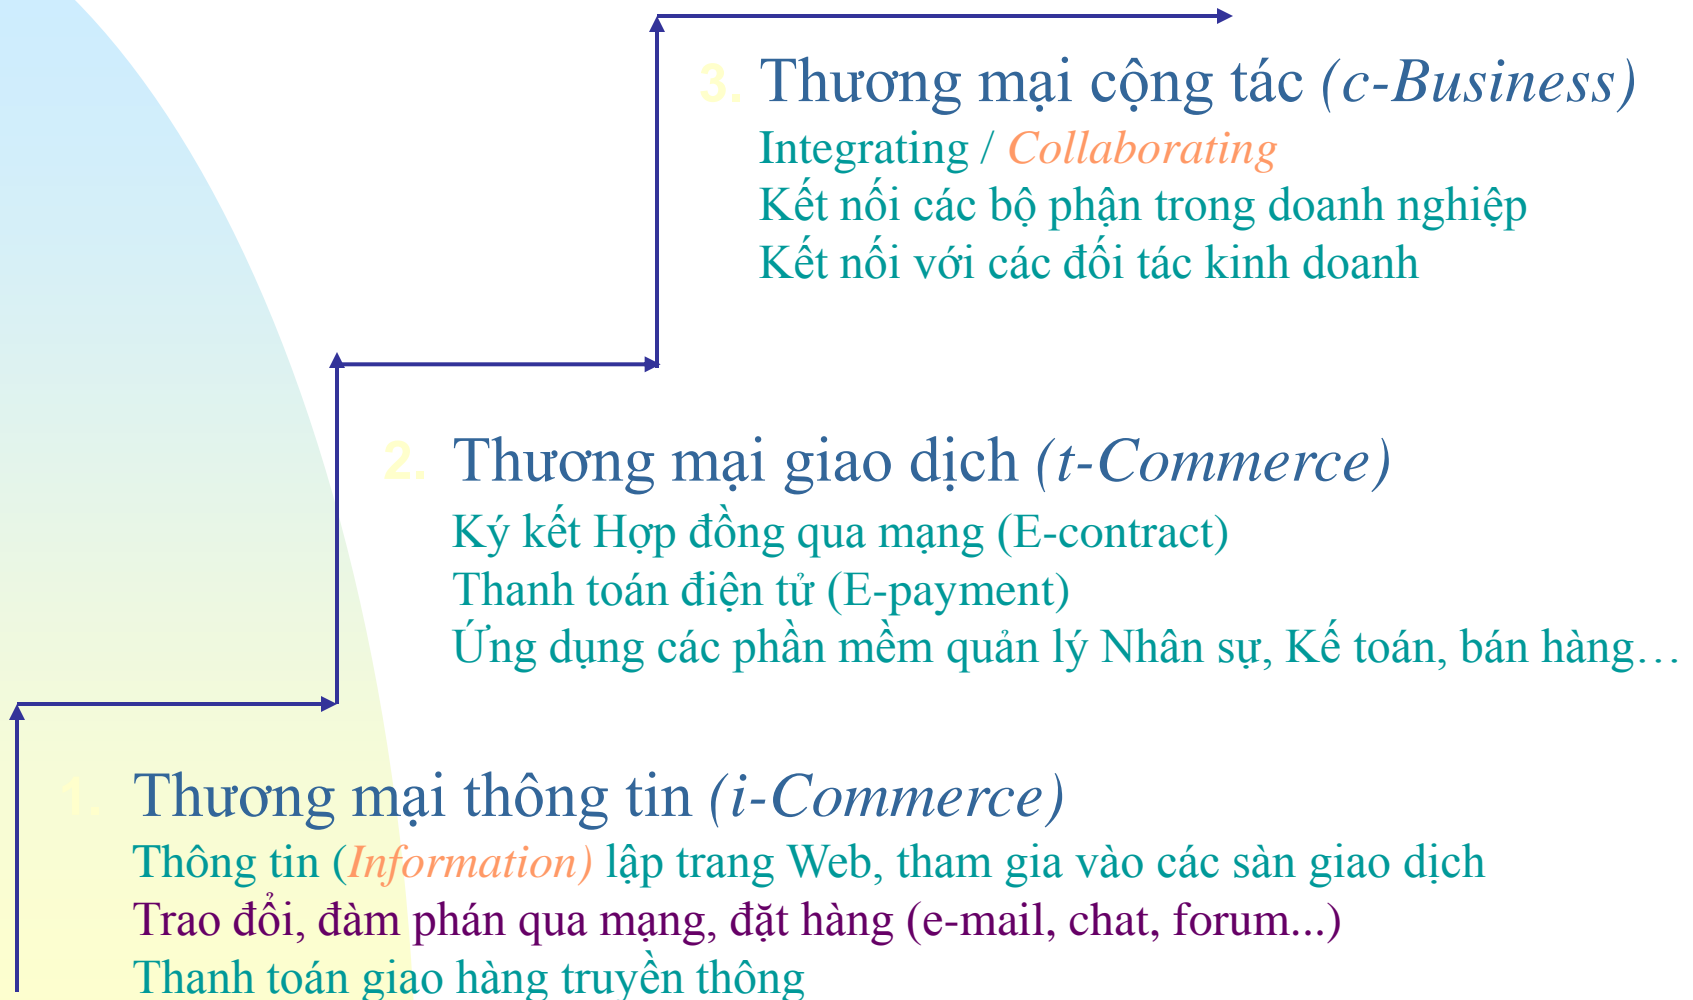 3. Thương mại cộng tác (c-Business)
Integrating / Collaborating
Kết nối các bộ phận trong doanh nghiệp
Kết nối với các đối tác kinh doanh
2. Thương mại giao dịch (t-Commerce)
Ký kết Hợp đồng qua mạng (E-contract)
Thanh toán điện tử (E-payment)
Ứng dụng các phần mềm quản lý Nhân sự, Kế toán, bán hàng…
1. Thương mại thông tin (i-Commerce)
Thông tin (Information) lập trang Web, tham gia vào các sàn giao dịch
Trao đổi, đàm phán qua mạng, đặt hàng (e-mail, chat, forum...)
Thanh toán giao hàng truyền thông